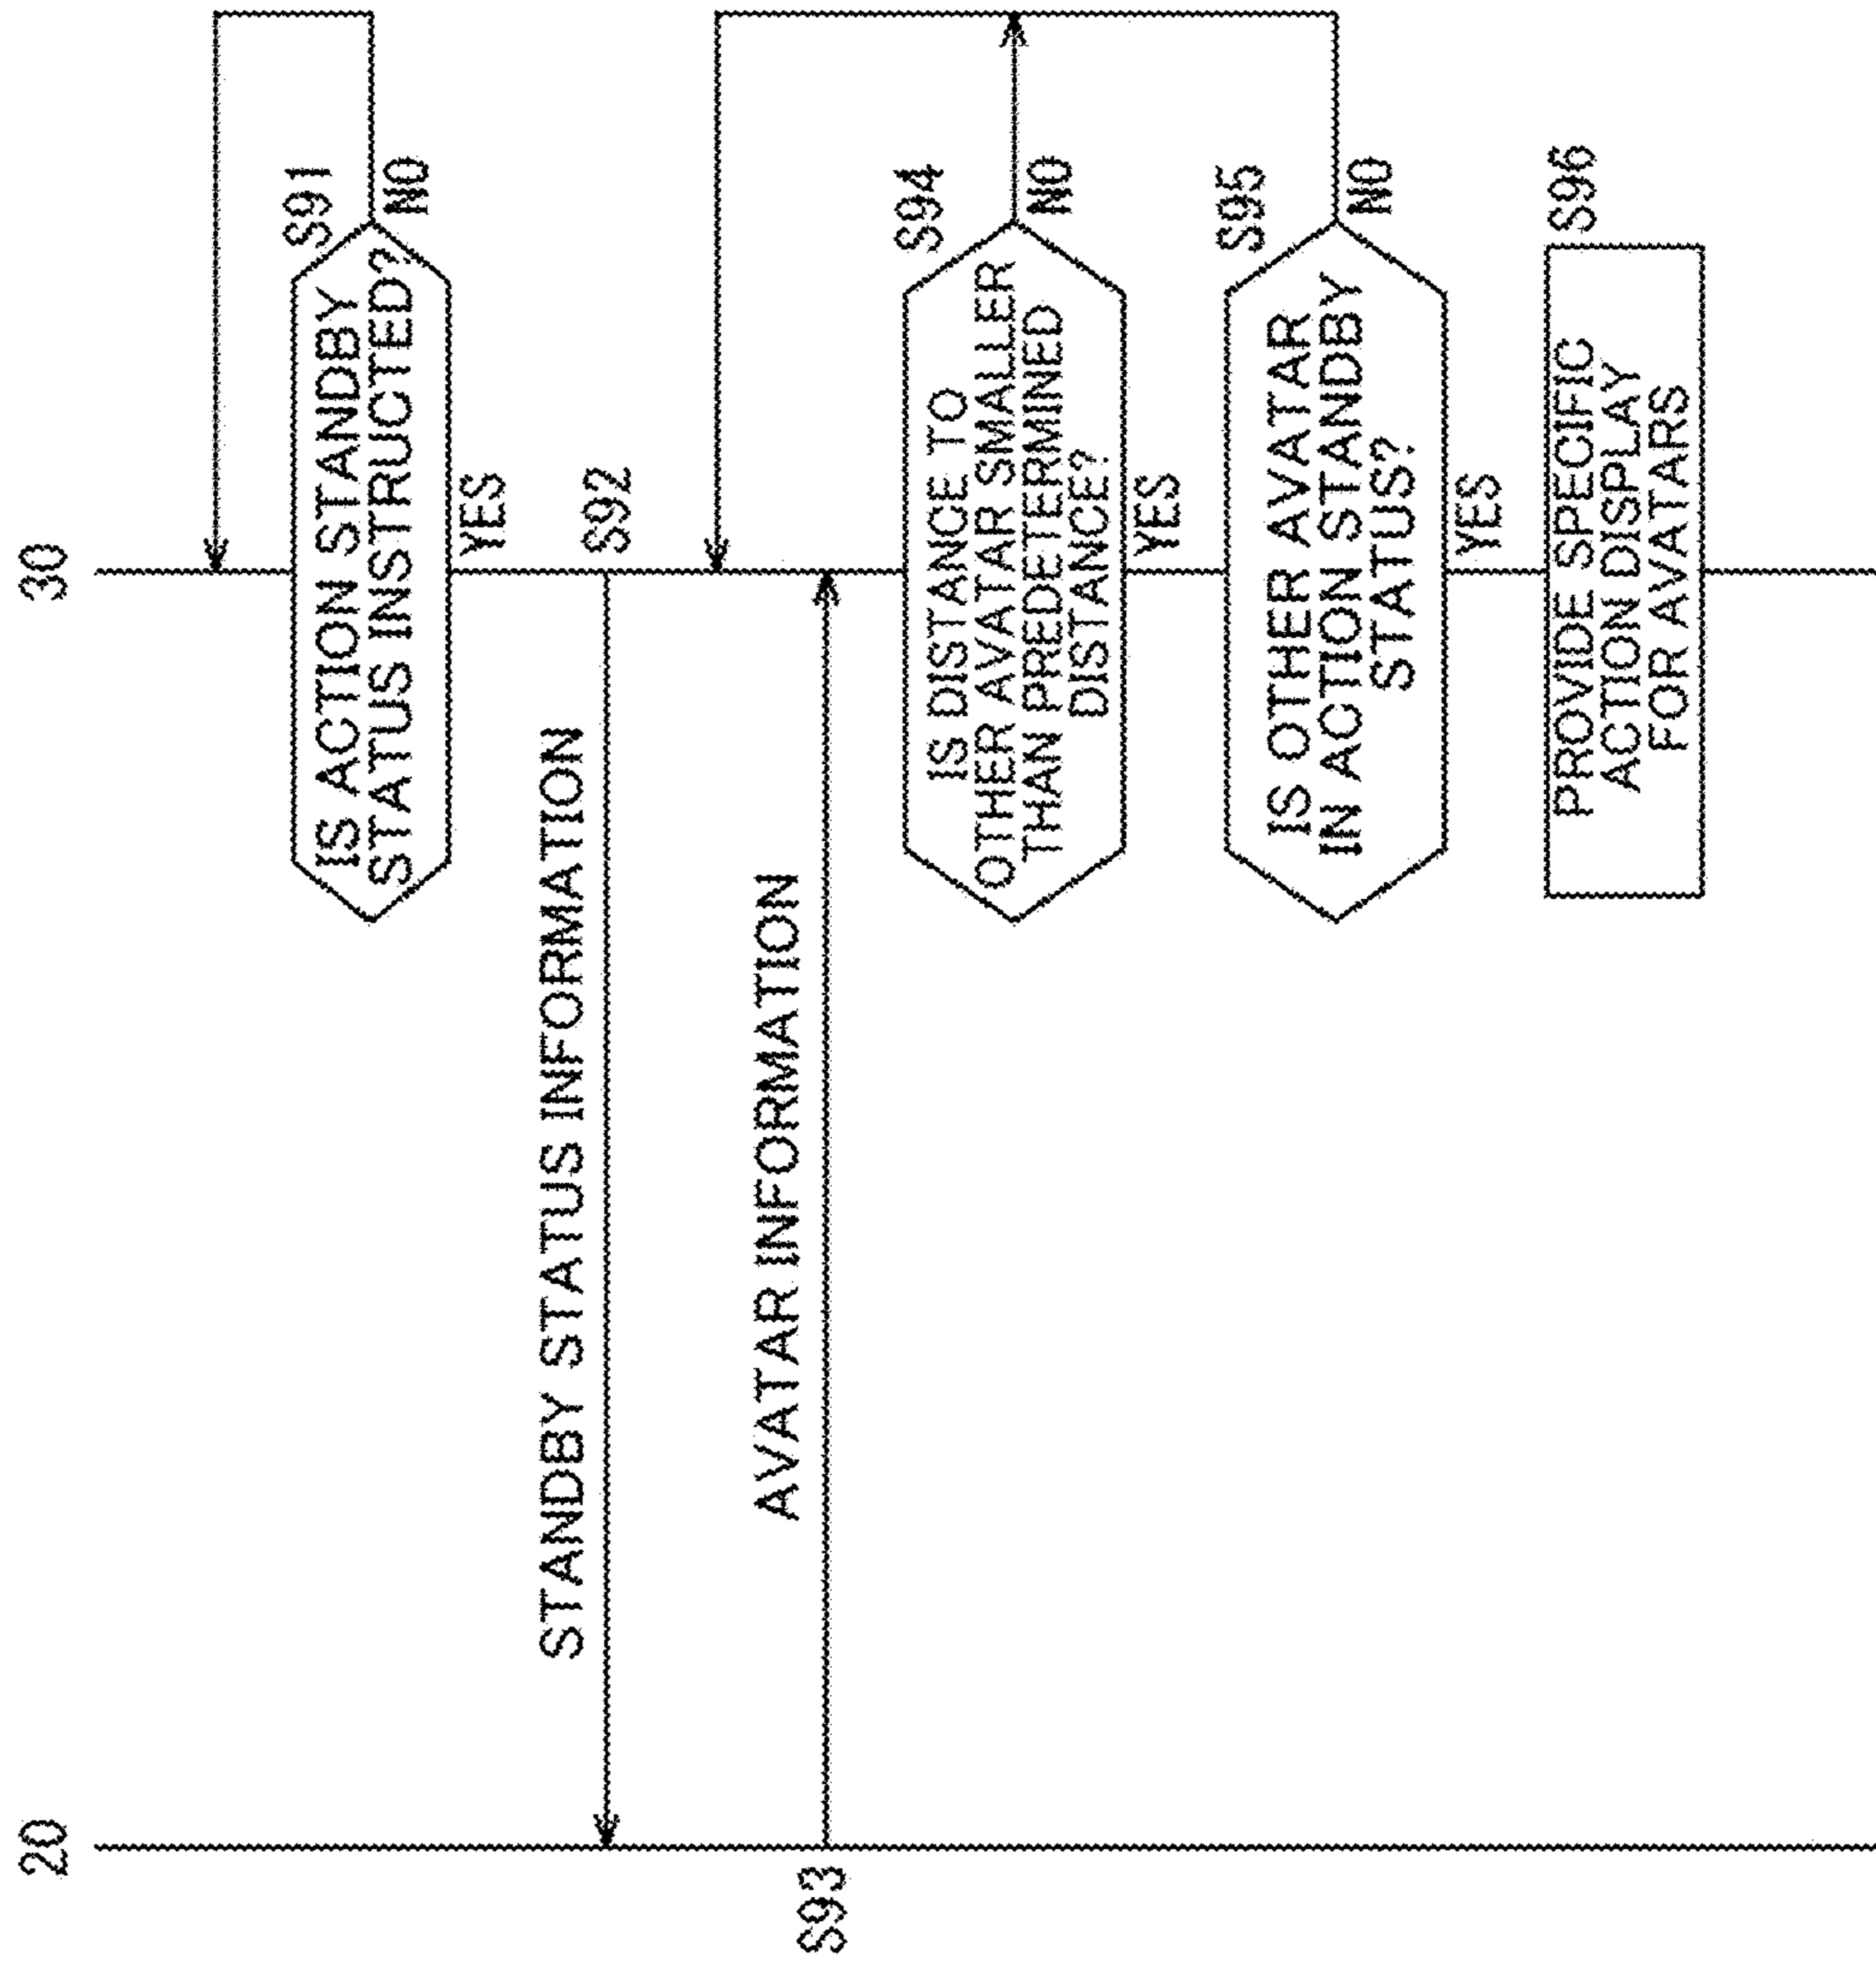 20
30
S91
IS ACTION STANDBY
STATUS INSTRUCTED?
NO
YES
STANDBY STATUS INFORMATION
S92
S93
AVATAR INFORMATION
S94
IS DISTANCE TO
OTHER AVATAR SMALLER
THAN PREDETERMINED
DISTANCE?
NO
YES
S95
IS OTHER AVATAR
IN ACTION STANDBY
STATUS?
NO
YES
S96
PROVIDE SPECIFIC
ACTION DISPLAY
FOR AVATARS